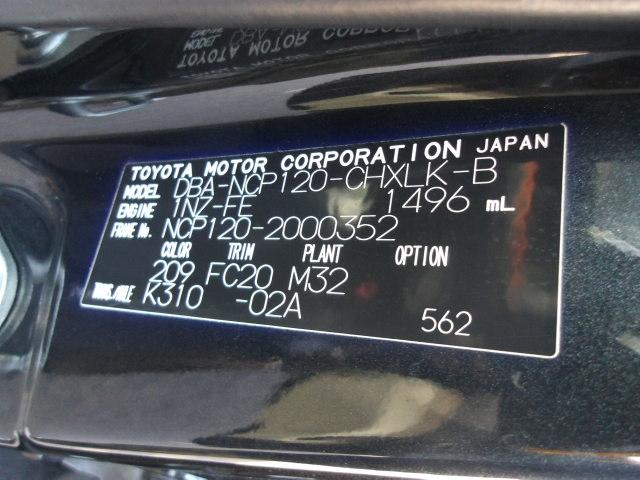 TOYOTA MOTOR CORPORATION JAPAN
MODEL DBA-NCP120-CHXLK-B
ENGINE 1NZ-FE 1496 mL
FRAME No. NCP120-2000352
COLOR TRIM PLANT OPTION
209 FC20 M32
TRANS./AXLE K310 -02A
562